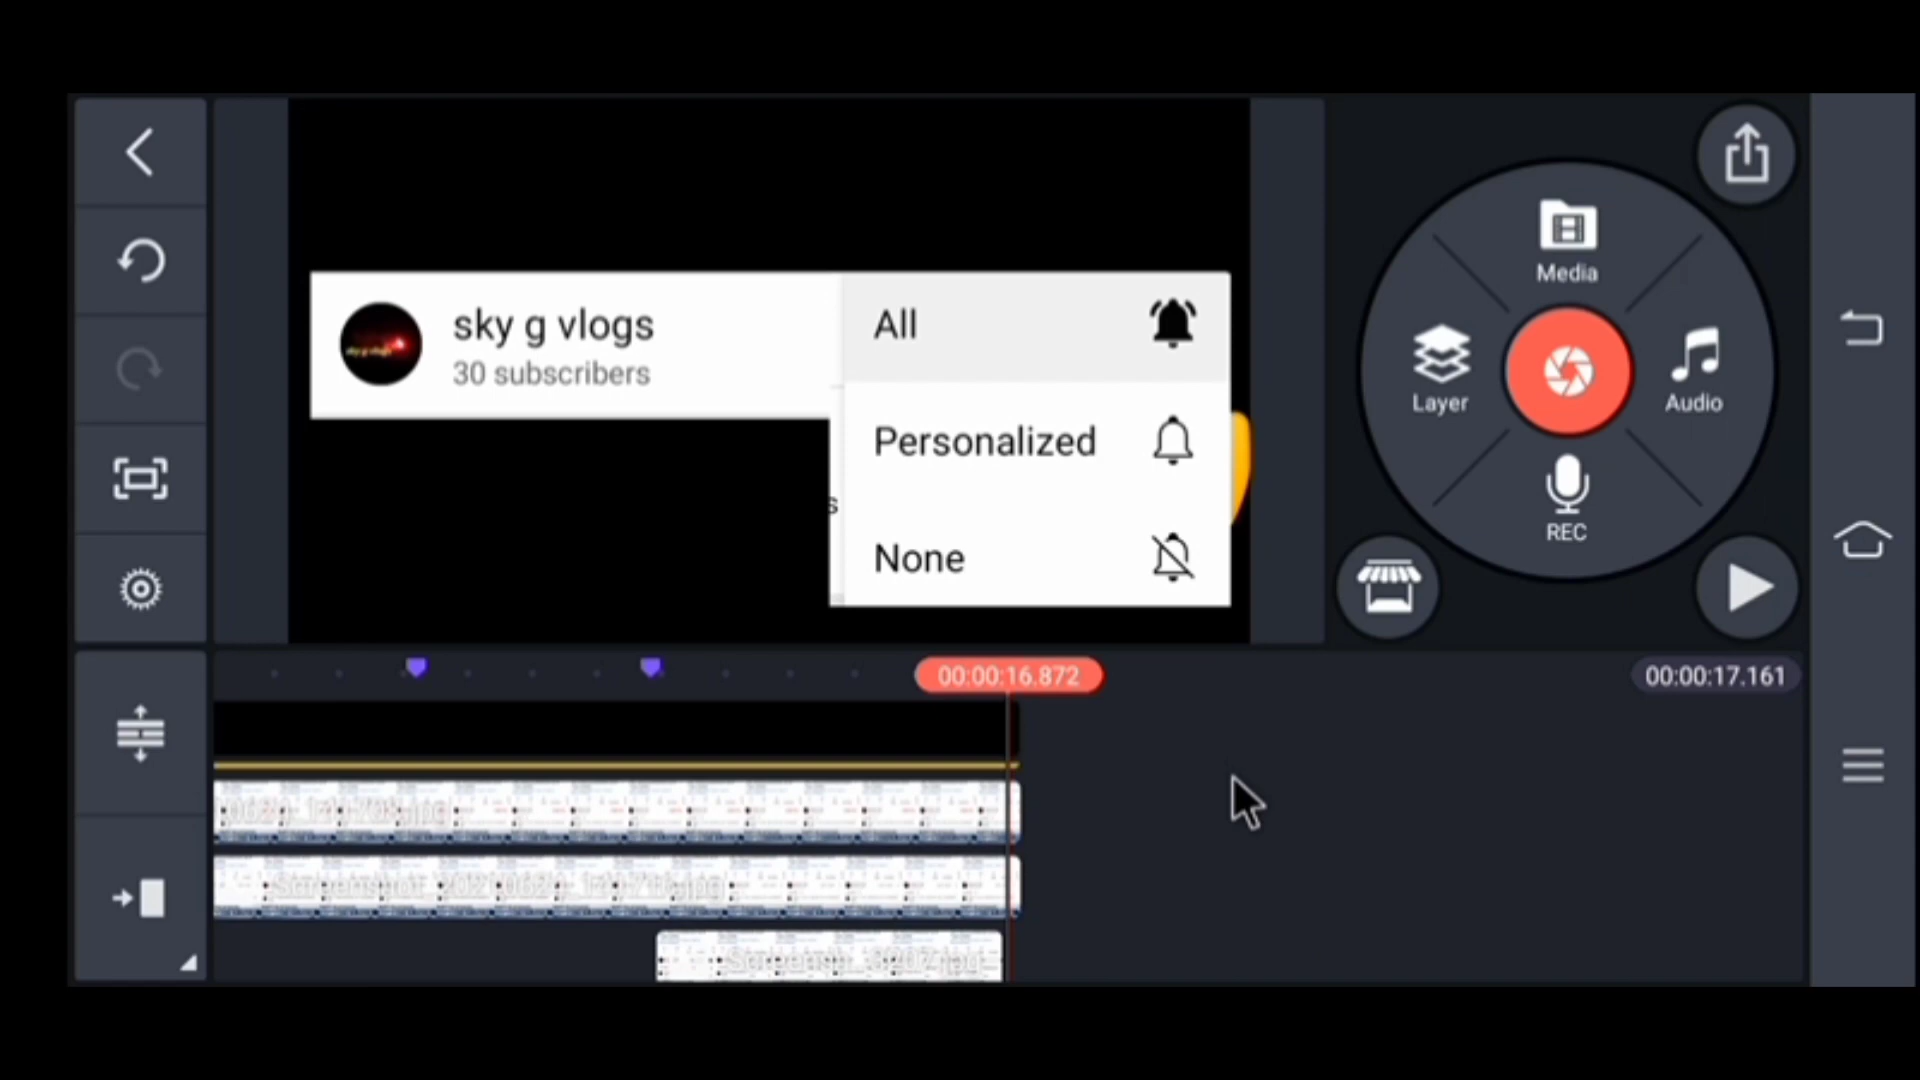 sky g vlogs
30 subscribers
All
Personalized
None
s
Media
Layer
Audio
REC
00:00:16.872
00:00:17.161